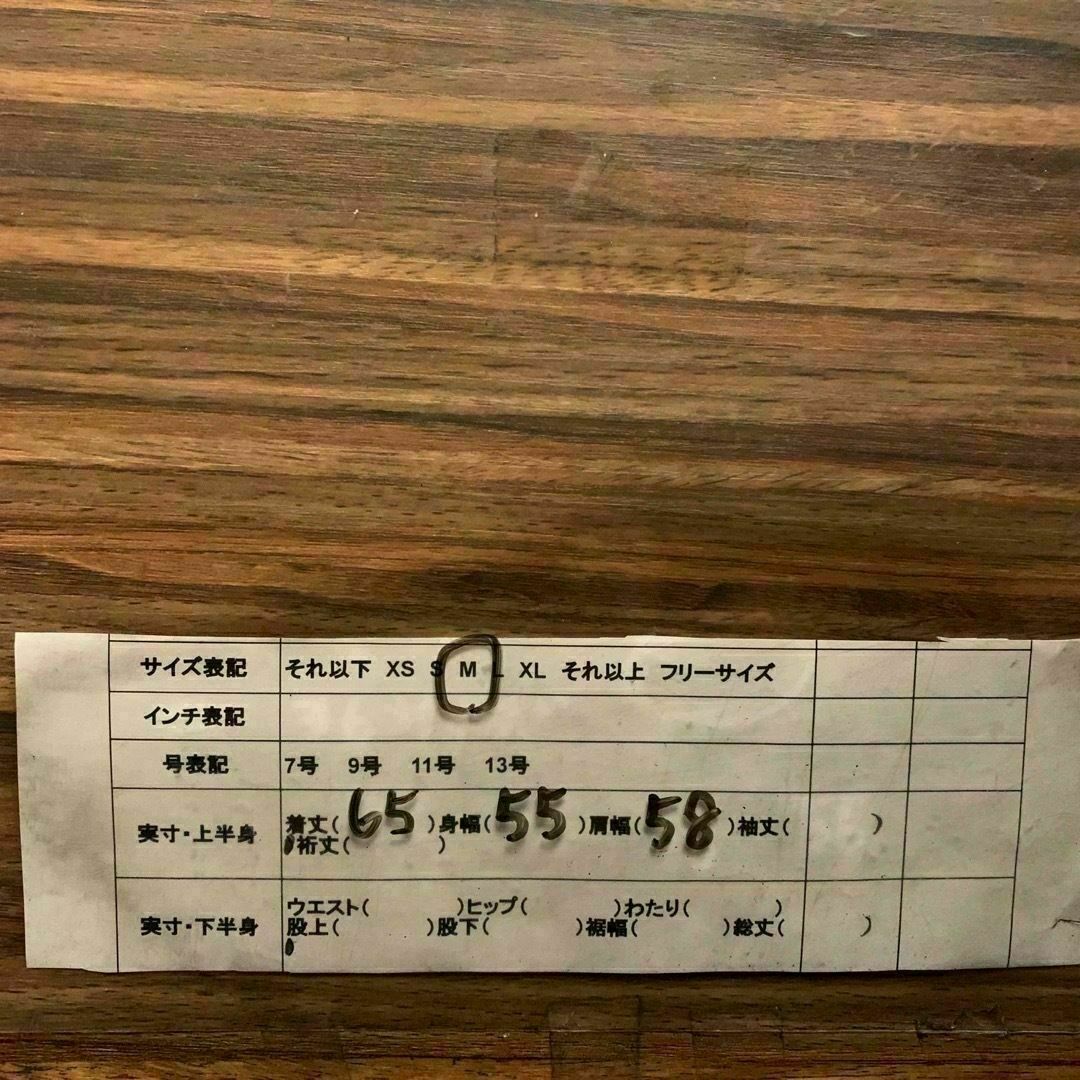 サイズ表記 それ以下 XS S M L XL それ以上 フリーサイズ
インチ表記
号表記 7号 9号 11号 13号
実寸・上半身 着丈( 65 )身幅( 55 )肩幅( 58 )袖丈( )
裄丈( )
実寸・下半身 ウエスト( )ヒップ( )わたり( )
股上( )股下( )裾幅( )総丈( )